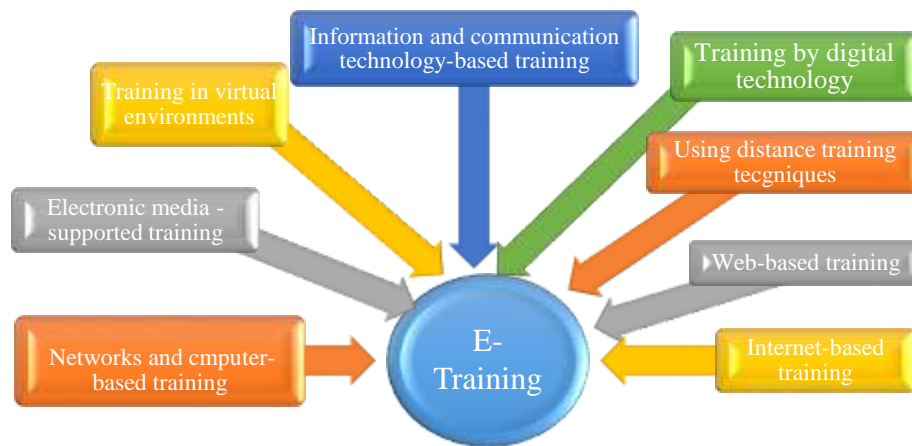 Information and communication
technology-based training
Training by digital
technology
Training in virtual
environments
Using distance training
tecgniques
Electronic media -
supported training
Web-based training
Networks and cmputer-
based training
E-
Training
Internet-based
training